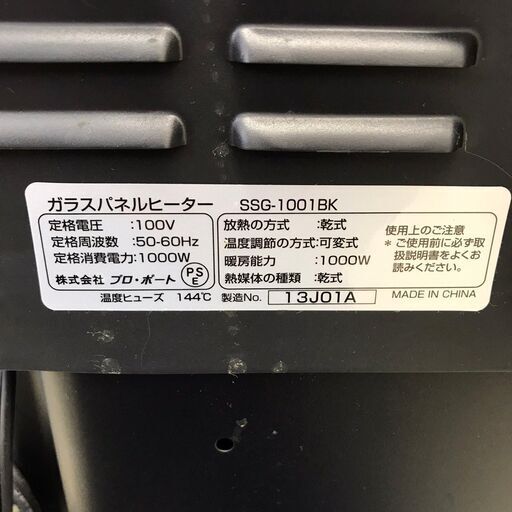 ガラスパネルヒーター SSG-1001BK
定格電圧：100V
定格周波数：50-60Hz
定格消費電力：1000W
株式会社 プロ・ポート PSE
温度ヒューズ 144℃
放熱の方式：乾式
温度調節の方式：可変式
暖房能力：1000W
熱媒体の種類：乾式
製造No. 13J01A
使用上のご注意
＊ご使用前に必ず取
扱説明書をよくお
読みください。
MADE IN CHINA